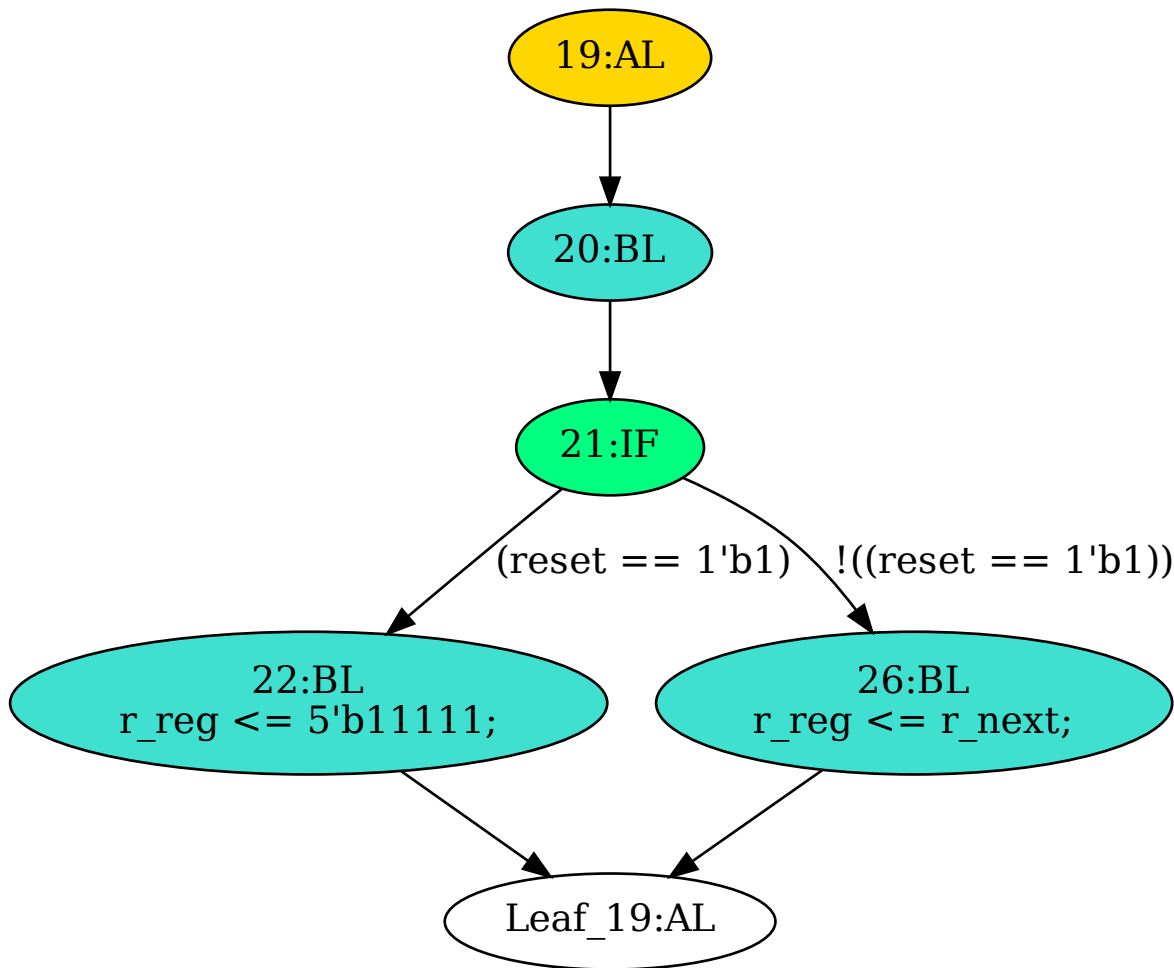 19:AL
20:BL
21:IF
(reset == 1'b1)
!((reset == 1'b1))
22:BL
r_reg <= 5'b11111;
26:BL
r_reg <= r_next;
Leaf_19:AL